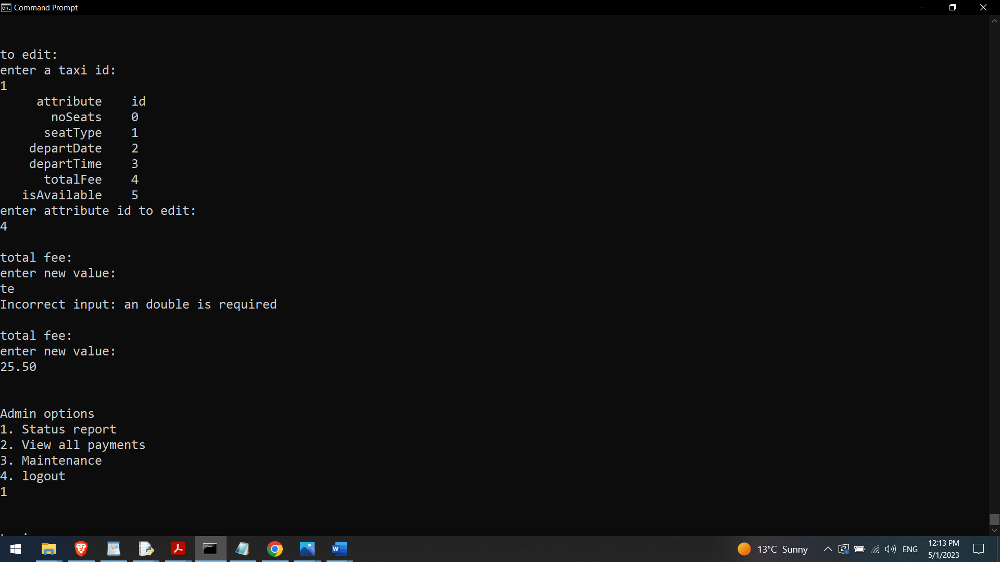 Command Prompt
to edit:
enter a taxi id:
1
attribute    id
noSeats    0
seatType    1
departDate    2
departTime    3
totalFee    4
isAvailable    5
enter attribute id to edit:
4
total fee:
enter new value:
te
Incorrect input: an double is required
total fee:
enter new value:
25.50
Admin options
1. Status report
2. View all payments
3. Maintenance
4. logout
1
13°C Sunny
ENG
12:13 PM
5/1/2023